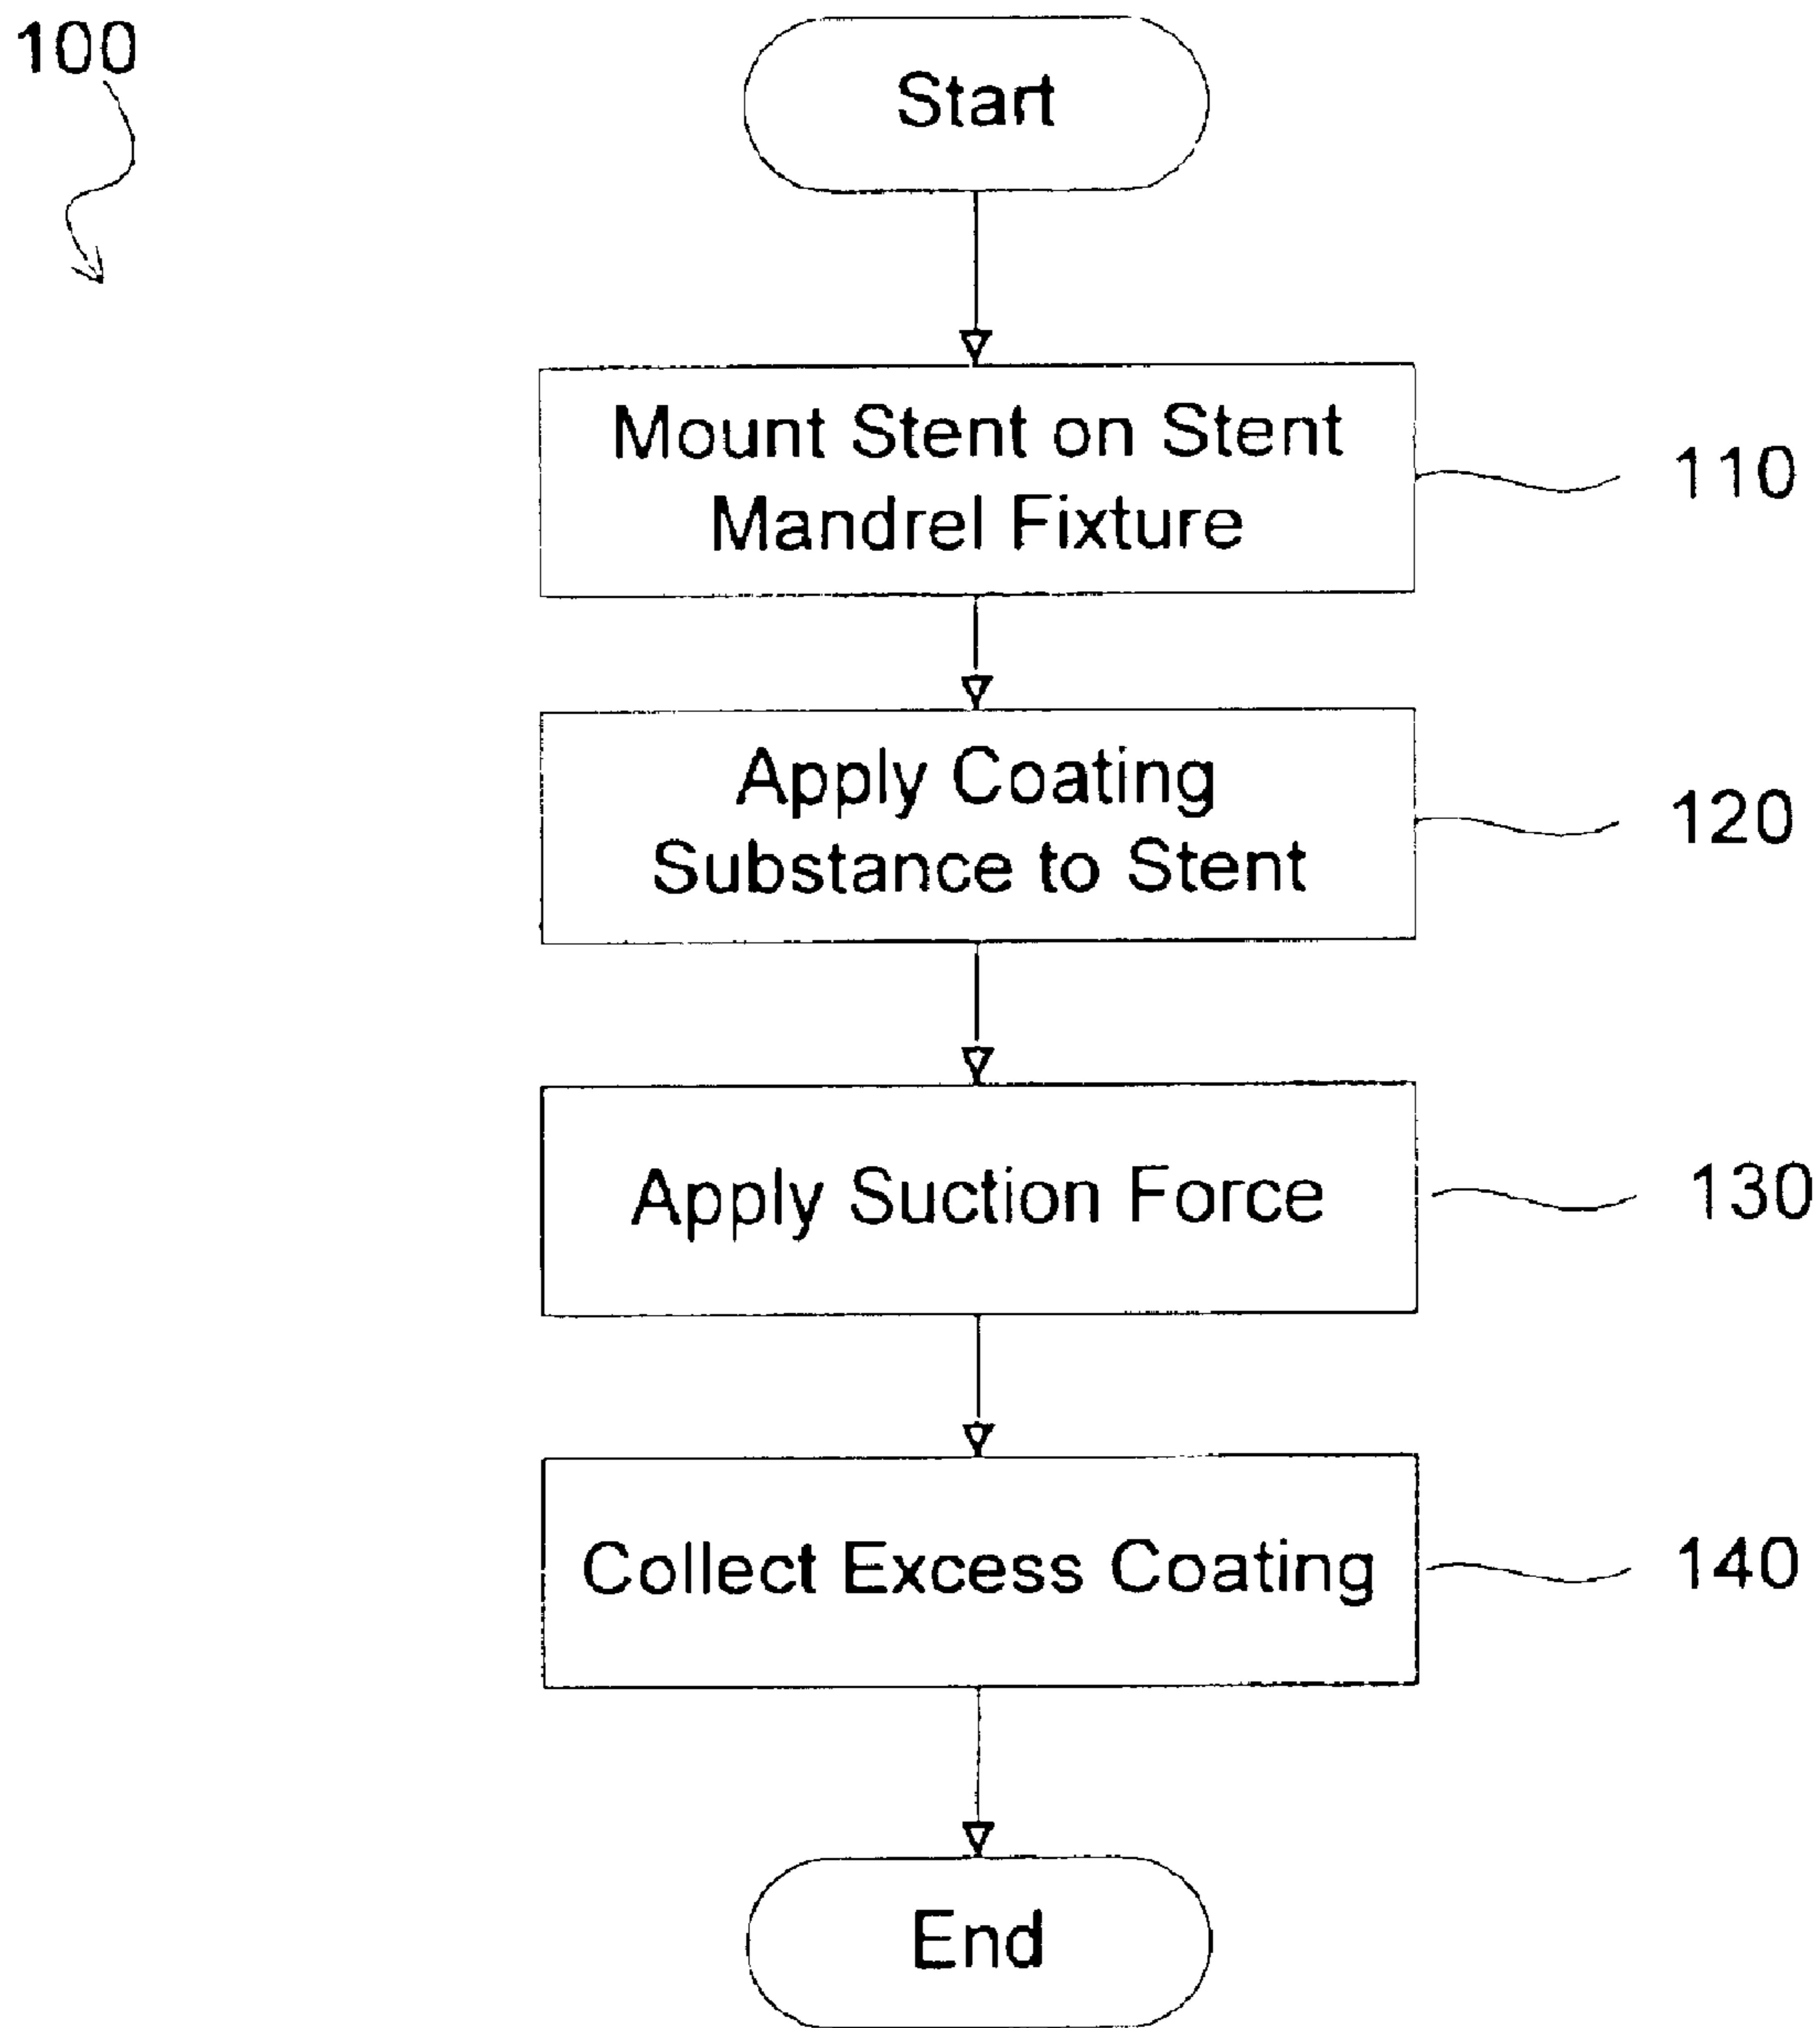 100
Start
Mount Stent on Stent
Mandrel Fixture
110
Apply Coating
Substance to Stent
120
Apply Suction Force
130
Collect Excess Coating
140
End